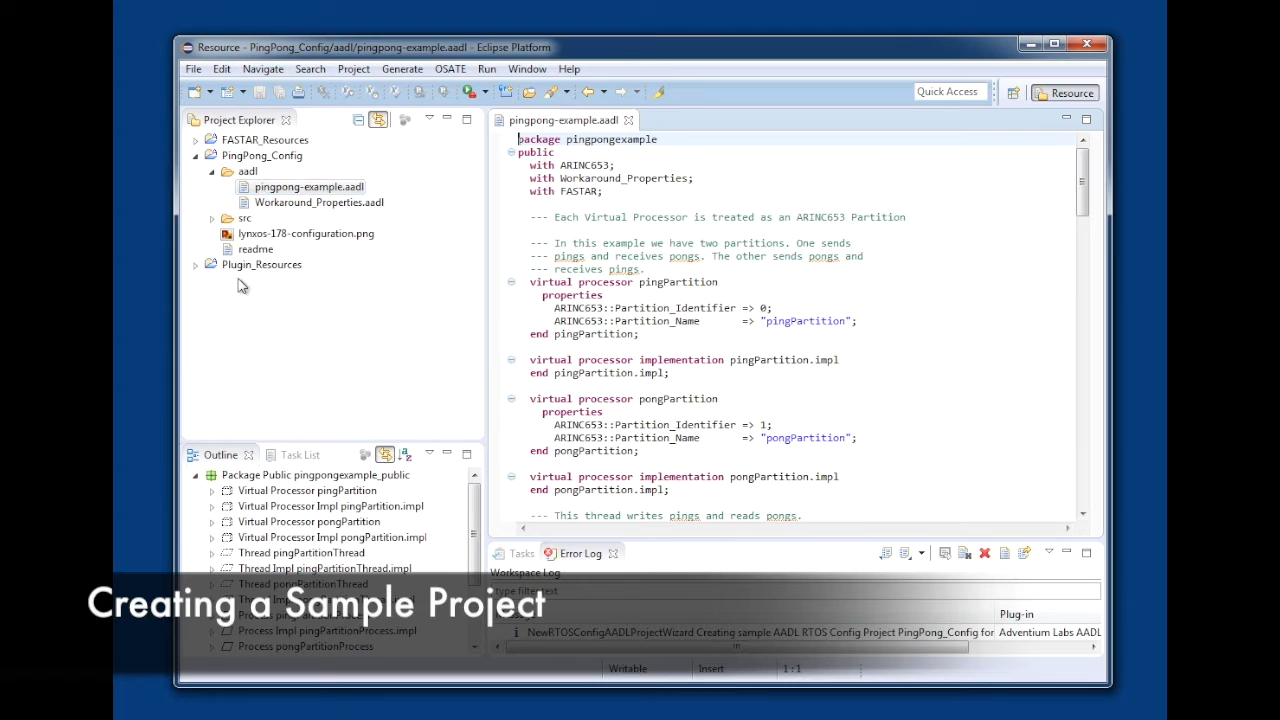 Resource - PingPong_Config/aadl/pingpong-example.aadl - Eclipse Platform
File Edit Navigate Search Project Generate OSATE Run Window Help
Quick Access
Resource
Project Explorer
FASTAR_Resources
PingPong_Config
aadl
pingpong-example.aadl
Workaround_Properties.aadl
src
lynxos-178-configuration.png
readme
Plugin_Resources
pingpong-example.aadl
package pingpongexample
public
with ARINC653;
with Workaround_Properties;
with FASTAR;
--- Each Virtual Processor is treated as an ARINC653 Partition
--- In this example we have two partitions. One sends
--- pings and receives pongs. The other sends pongs and
--- receives pings.
virtual processor pingPartition
properties
ARINC653::Partition_Identifier => 0;
ARINC653::Partition_Name => "pingPartition";
end pingPartition;
virtual processor implementation pingPartition.impl
end pingPartition.impl;
virtual processor pongPartition
properties
ARINC653::Partition_Identifier => 1;
ARINC653::Partition_Name => "pongPartition";
end pongPartition;
virtual processor implementation pongPartition.impl
end pongPartition.impl;
--- This thread writes pings and reads pongs.
Outline Task List
Package Public pingpongexample_public
Virtual Processor pingPartition
Virtual Processor Impl pingPartition.impl
Virtual Processor pongPartition
Virtual Processor Impl pongPartition.impl
Thread pingPartitionThread
Thread Impl pingPartitionThread.impl
Thread pongPartitionThread
Process Impl pingPartitionProcess.impl
Process pongPartitionProcess
Tasks Error Log
Workspace Log
type filter text
Plug-in
NewRTOSConfigAADLProjectWizard Creating sample AADL RTOS Config Project PingPong_Config for Adventium Labs AADL
Writable Insert 1 : 1
Creating a Sample Project